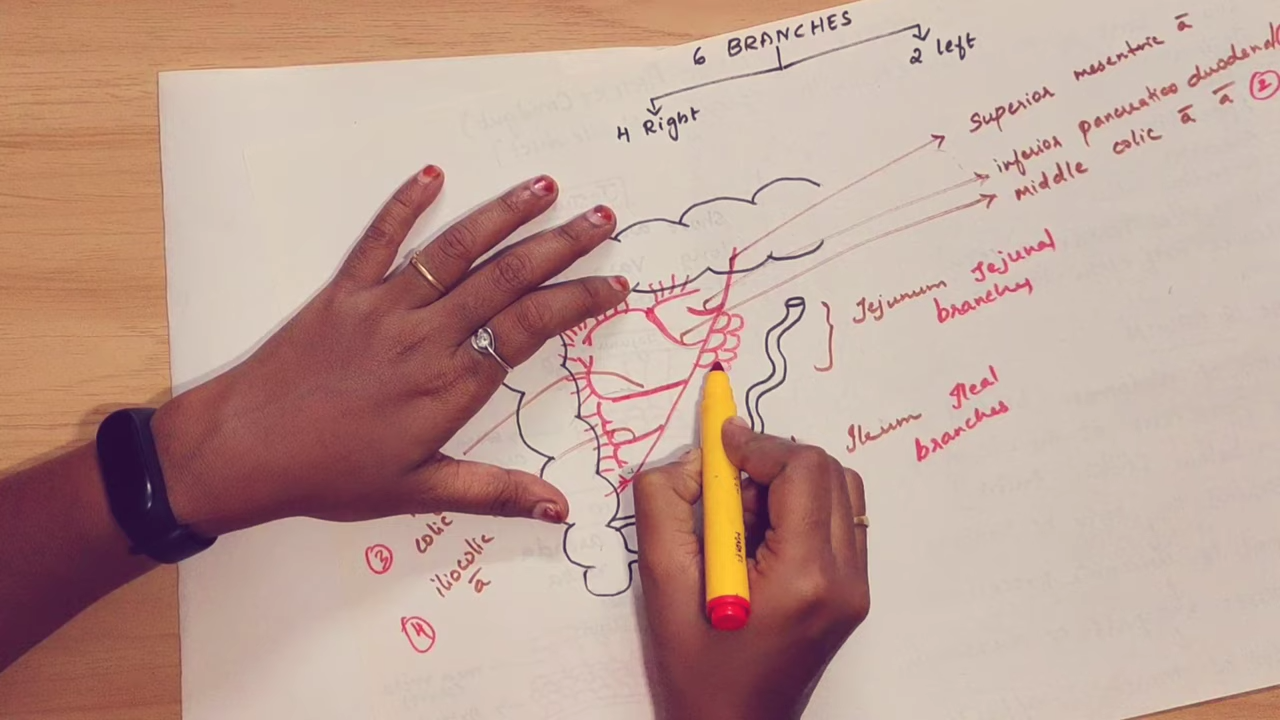 6 BRANCHES
4 Right
2 left
superior mesentric a̅
inferior pancreatico duodenal
a̅ ②
middle colic a̅
Jejunum Jejunal
branches
Ileum Ileal
branches
colic
③
iliocolic
a̅
④